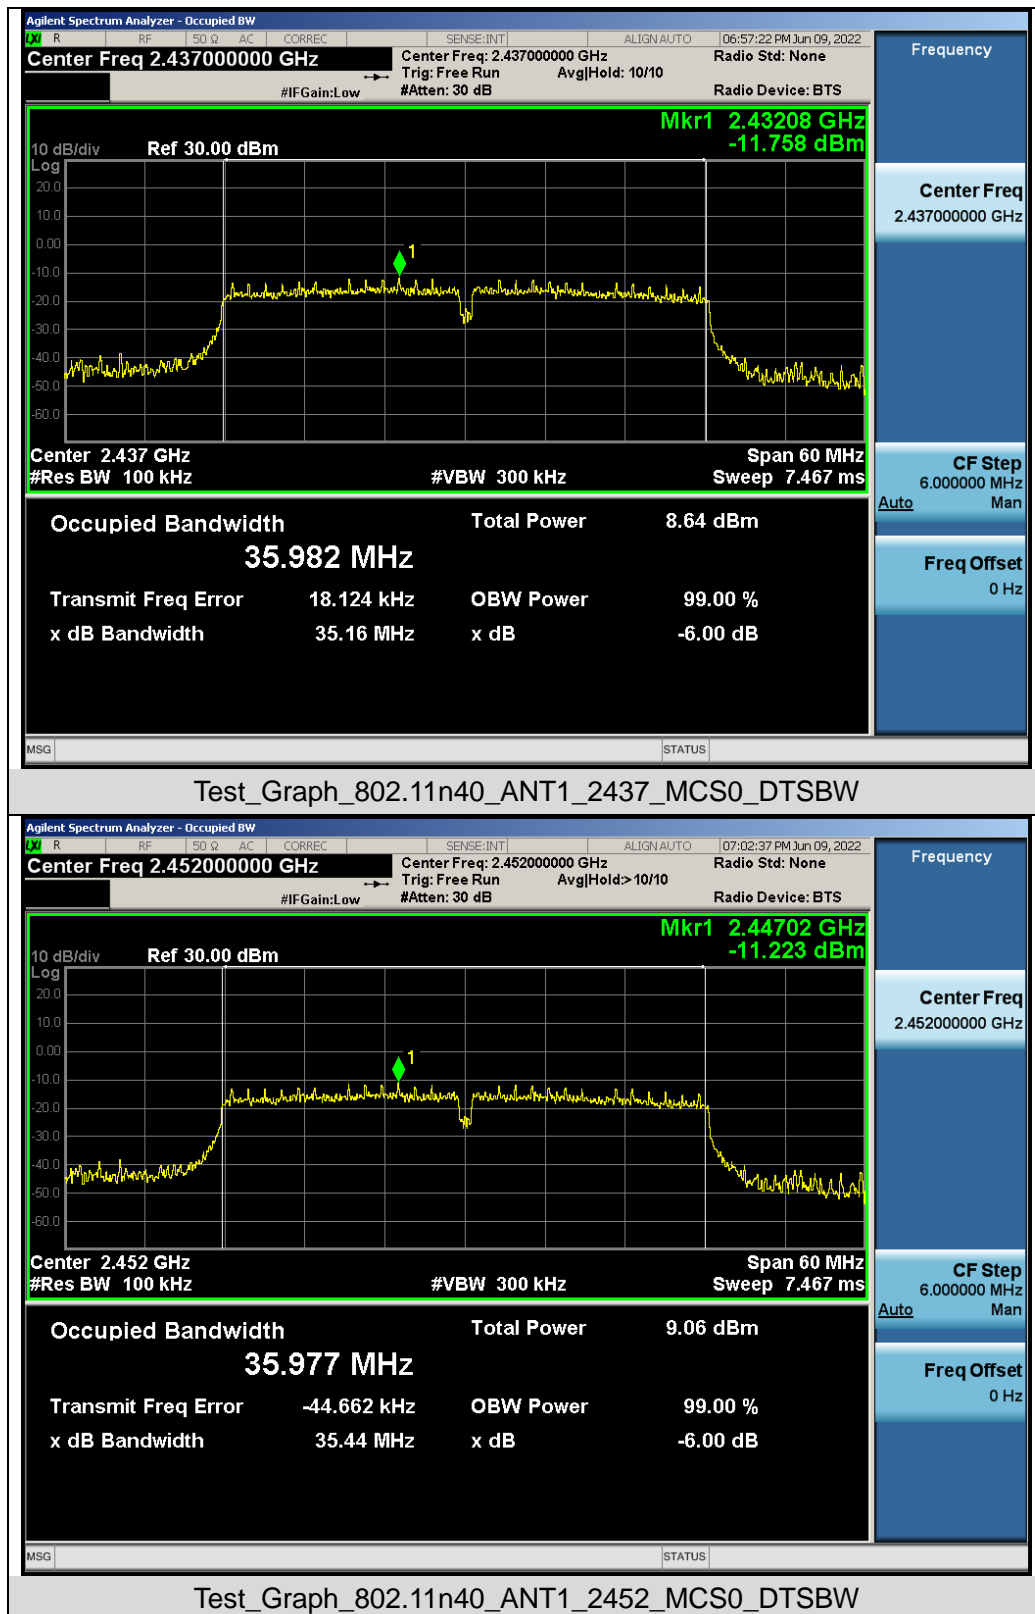 Agilent Spectrum Analyzer - Occupied BW
LXI R RF 50 Ω AC CORREC SENSE:INT ALIGN AUTO 06:57:22 PM Jun 09, 2022
Center Freq 2.437000000 GHz
Center Freq: 2.437000000 GHz Radio Std: None
Trig: Free Run Avg|Hold: 10/10
#IFGain:Low #Atten: 30 dB Radio Device: BTS
Frequency
Mkr1 2.43208 GHz
-11.758 dBm
10 dB/div Ref 30.00 dBm
Log
20.0
10.0
0.00
-10.0
-20.0
-30.0
-40.0
-50.0
-60.0
1
Center 2.437 GHz Span 60 MHz
#Res BW 100 kHz #VBW 300 kHz Sweep 7.467 ms
Center Freq
2.437000000 GHz
CF Step
6.000000 MHz
Auto Man
Freq Offset
0 Hz
Occupied Bandwidth Total Power 8.64 dBm
35.982 MHz
Transmit Freq Error 18.124 kHz OBW Power 99.00 %
x dB Bandwidth 35.16 MHz x dB -6.00 dB
MSG STATUS
Test_Graph_802.11n40_ANT1_2437_MCS0_DTSBW
Agilent Spectrum Analyzer - Occupied BW
LXI R RF 50 Ω AC CORREC SENSE:INT ALIGN AUTO 07:02:37 PM Jun 09, 2022
Center Freq 2.452000000 GHz
Center Freq: 2.452000000 GHz Radio Std: None
Trig: Free Run Avg|Hold:>10/10
#IFGain:Low #Atten: 30 dB Radio Device: BTS
Frequency
Mkr1 2.44702 GHz
-11.223 dBm
10 dB/div Ref 30.00 dBm
Log
20.0
10.0
0.00
-10.0
-20.0
-30.0
-40.0
-50.0
-60.0
1
Center 2.452 GHz Span 60 MHz
#Res BW 100 kHz #VBW 300 kHz Sweep 7.467 ms
Center Freq
2.452000000 GHz
CF Step
6.000000 MHz
Auto Man
Freq Offset
0 Hz
Occupied Bandwidth Total Power 9.06 dBm
35.977 MHz
Transmit Freq Error -44.662 kHz OBW Power 99.00 %
x dB Bandwidth 35.44 MHz x dB -6.00 dB
MSG STATUS
Test_Graph_802.11n40_ANT1_2452_MCS0_DTSBW